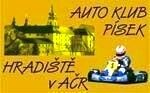 AUTO KLUB
PÍSEK
HRADIŠTĚ
V AČR